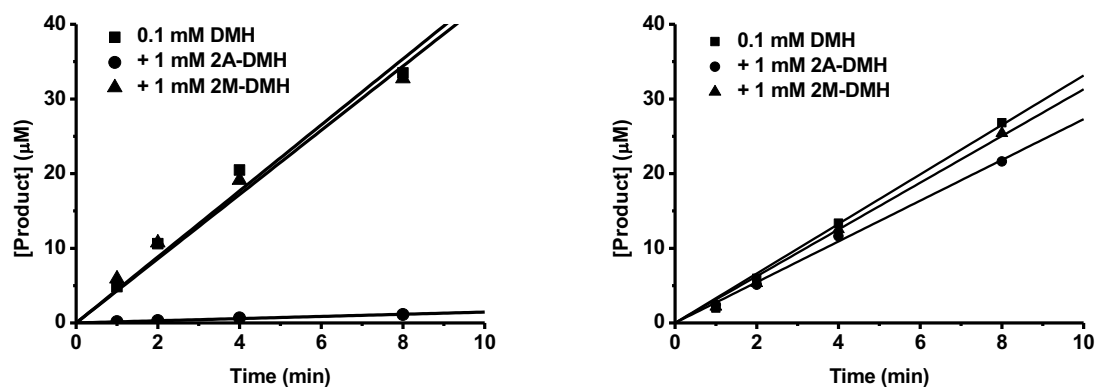 40
30
20
10
0
[Product] (μM)
■ 0.1 mM DMH
● + 1 mM 2A-DMH
▲ + 1 mM 2M-DMH
0 2 4 6 8 10
Time (min)
40
30
20
10
0
[Product] (μM)
■ 0.1 mM DMH
● + 1 mM 2A-DMH
▲ + 1 mM 2M-DMH
0 2 4 6 8 10
Time (min)